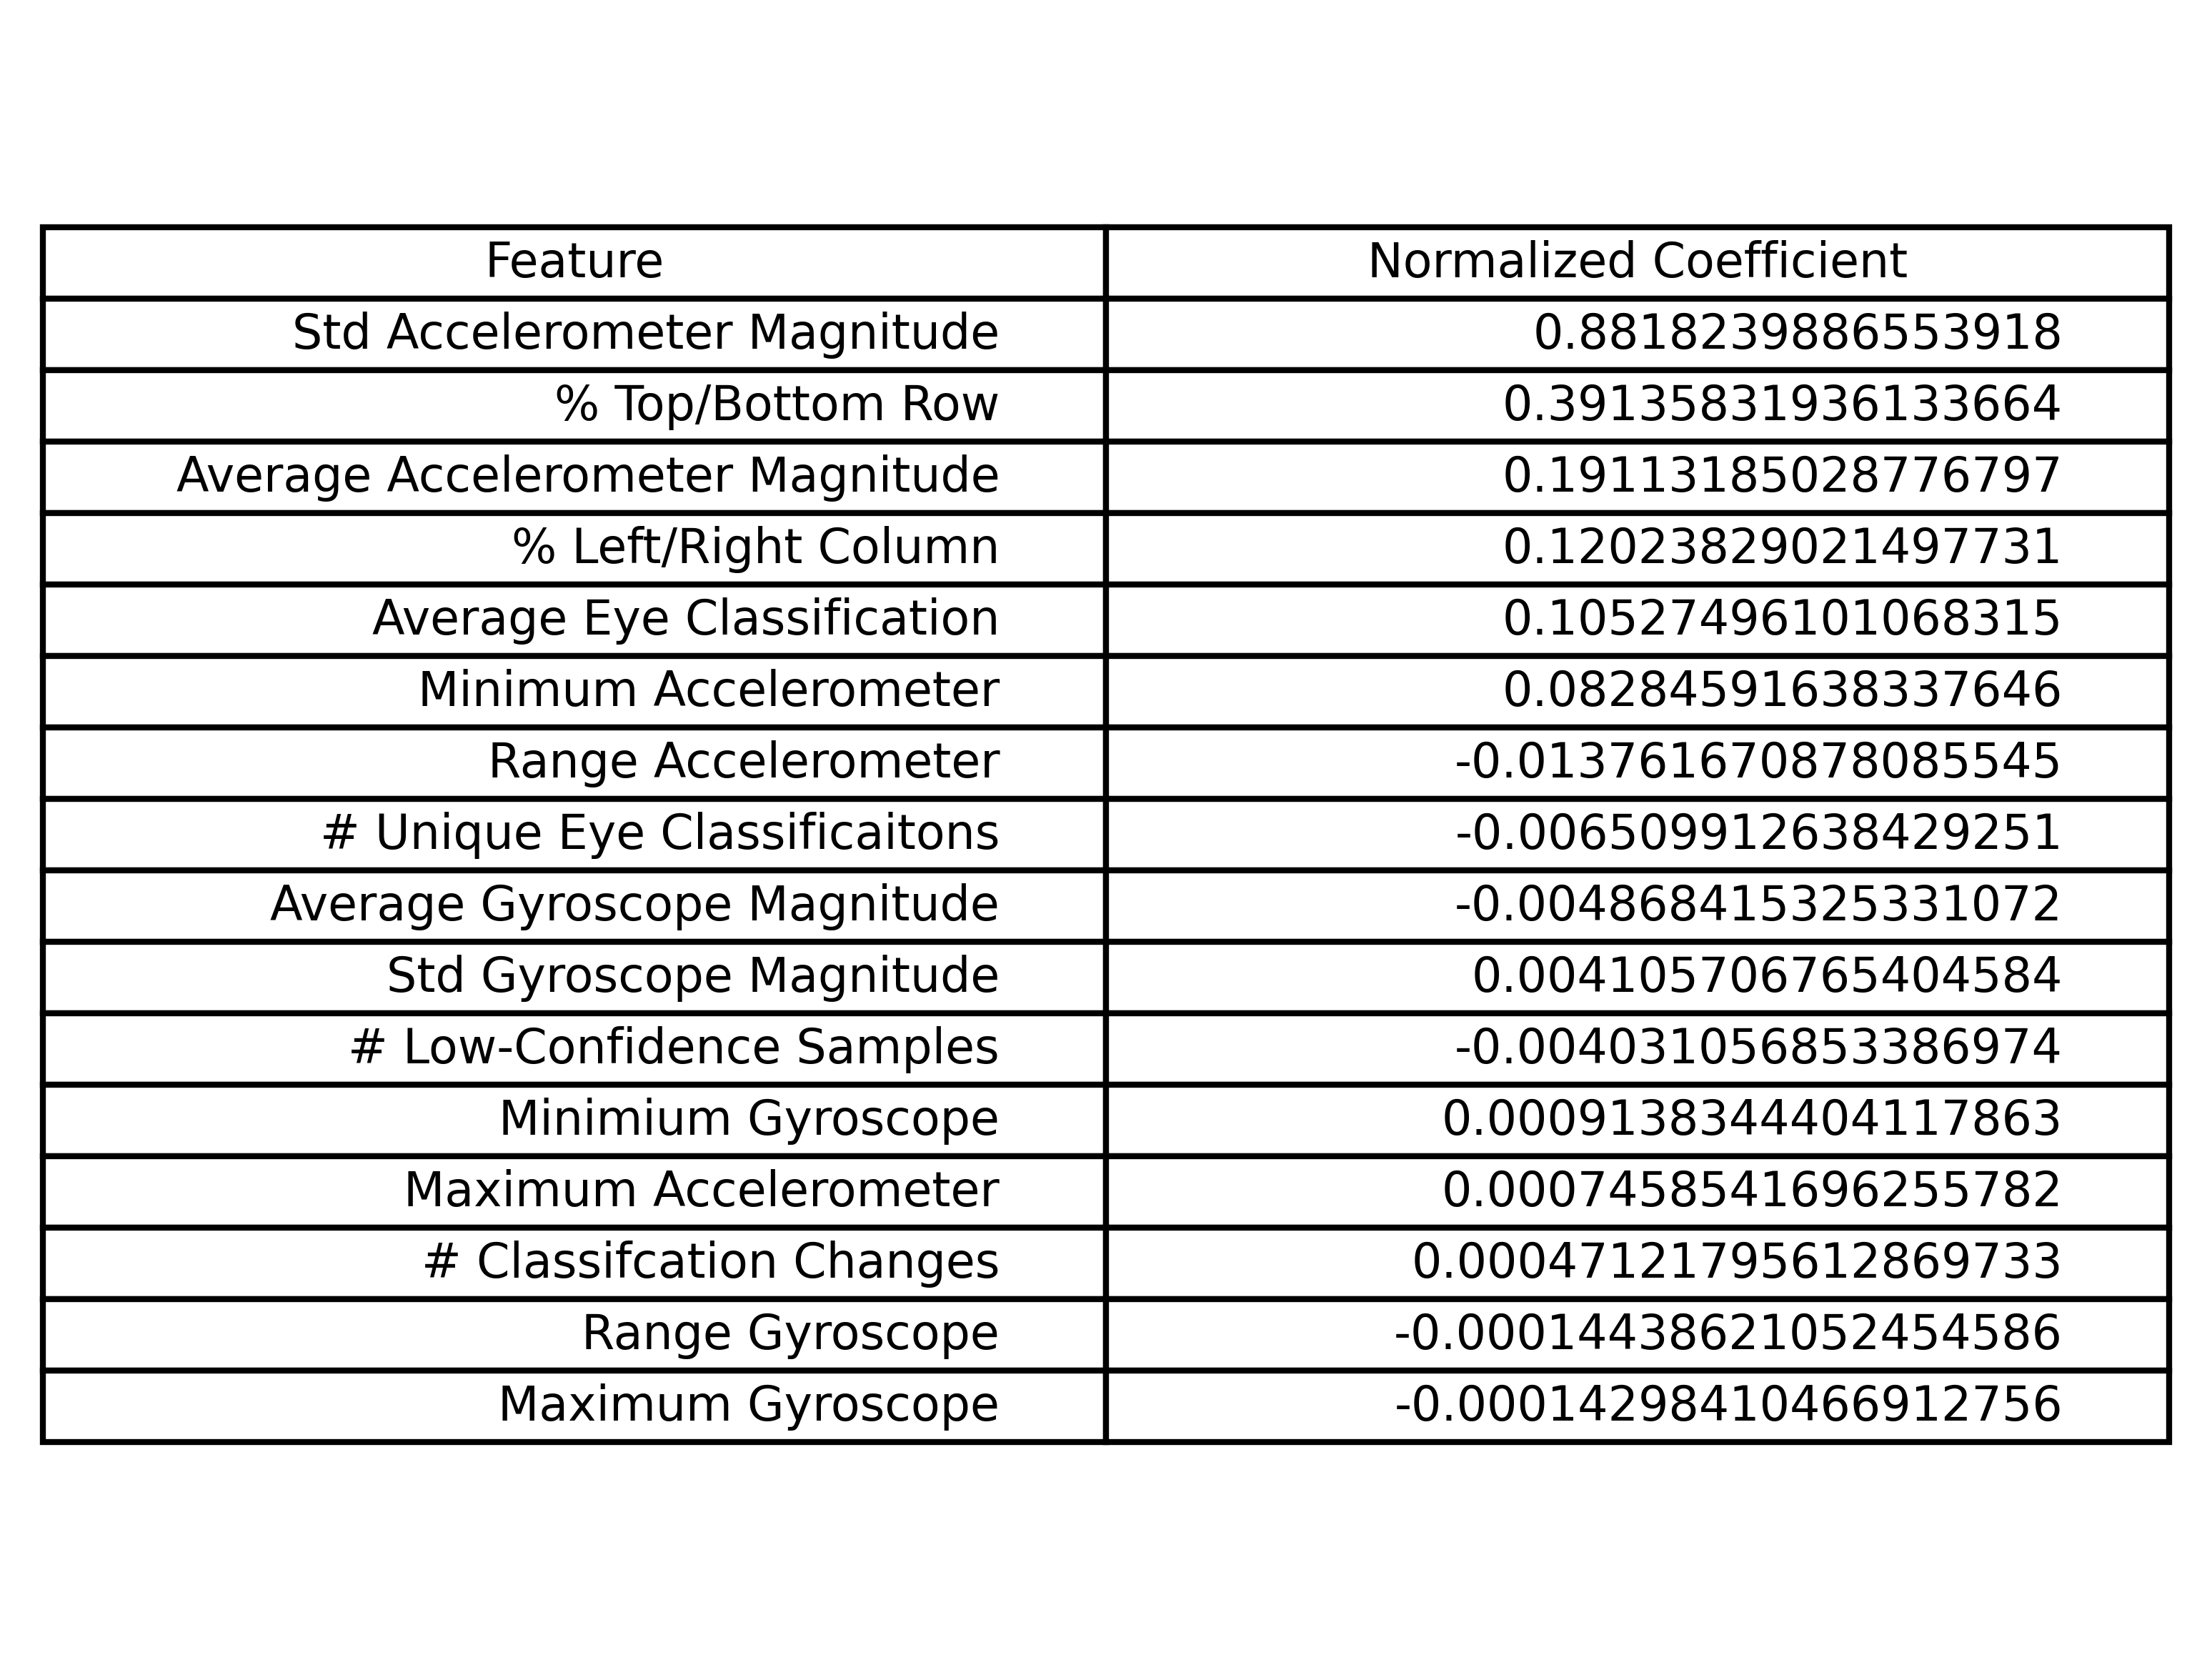 Feature Normalized Coefficient
Std Accelerometer Magnitude 0.8818239886553918
% Top/Bottom Row 0.39135831936133664
Average Accelerometer Magnitude 0.19113185028776797
% Left/Right Column 0.12023829021497731
Average Eye Classification 0.10527496101068315
Minimum Accelerometer 0.08284591638337646
Range Accelerometer -0.013761670878085545
# Unique Eye Classificaitons -0.006509912638429251
Average Gyroscope Magnitude -0.004868415325331072
Std Gyroscope Magnitude 0.004105706765404584
# Low-Confidence Samples -0.004031056853386974
Minimium Gyroscope 0.0009138344404117863
Maximum Accelerometer 0.0007458541696255782
# Classifcation Changes 0.00047121795612869733
Range Gyroscope -0.00014438621052454586
Maximum Gyroscope -0.00014298410466912756